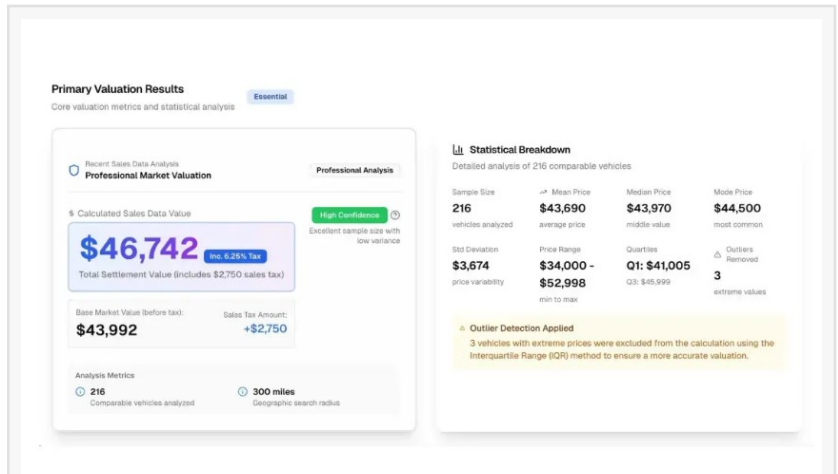 Primary Valuation Results
Essential
Core valuation metrics and statistical analysis
Recent Sales Data Analysis
Professional Market Valuation
Professional Analysis
$ Calculated Sales Data Value
High Confidence
Excellent sample size with
low variance
$46,742
Inc. 6.25% Tax
Total Settlement Value (includes $2,750 sales tax)
Base Market Value (before tax):
$43,992
Sales Tax Amount:
+$2,750
Analysis Metrics
216
Comparable vehicles analyzed
300 miles
Geographic search radius
Statistical Breakdown
Detailed analysis of 216 comparable vehicles
Sample Size
216
vehicles analyzed
Mean Price
$43,690
average price
Median Price
$43,970
middle value
Mode Price
$44,500
most common
Std Deviation
$3,674
price variability
Price Range
$34,000 -
$52,998
min to max
Quartiles
Q1: $41,005
Q3: $45,999
Outliers
Removed
3
extreme values
Outlier Detection Applied
3 vehicles with extreme prices were excluded from the calculation using the
Interquartile Range (IQR) method to ensure a more accurate valuation.